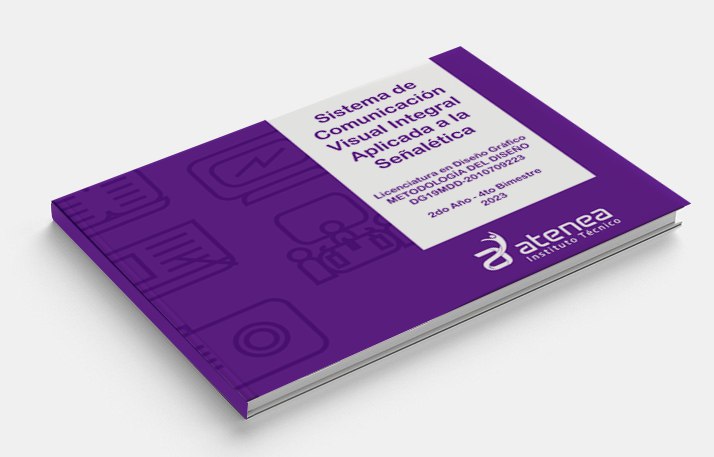 Sistema de
Comunicación
Visual Integral
Aplicada a la
Señalética
Licenciatura en Diseño Gráfico
METODOLOGÍA DEL DISEÑO
DG19MDD-2010709223
2do Año - 4to Bimestre
2023
atenea
Instituto Técnico